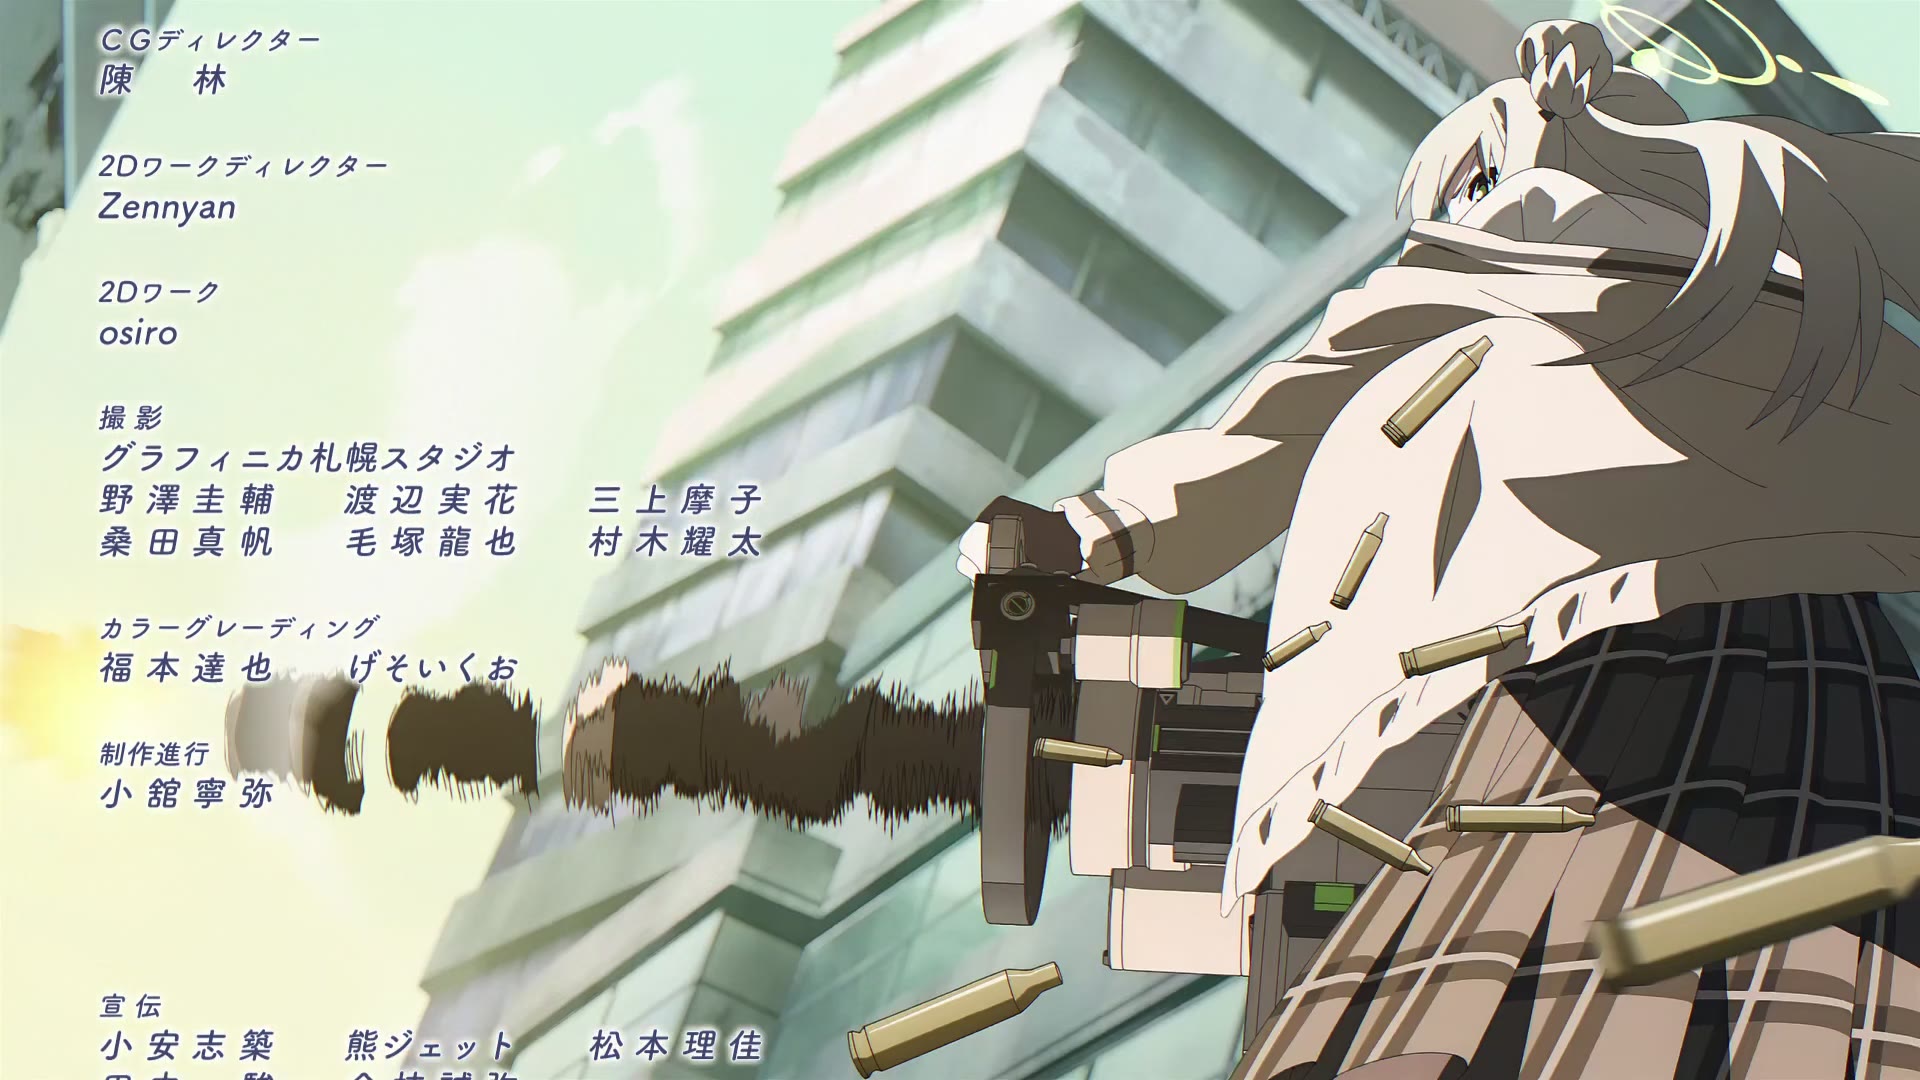 CGディレクター
陳 林
2Dワークディレクター
Zennyan
2Dワーク
osiro
撮影
グラフィニカ札幌スタジオ
野澤圭輔 渡辺実花 三上摩子
桑田真帆 毛塚龍也 村木耀太
カラーグレーディング
福本達也 げそいくお
制作進行
小舘寧弥
宣伝
小安志築 熊ジェット 松本理佳